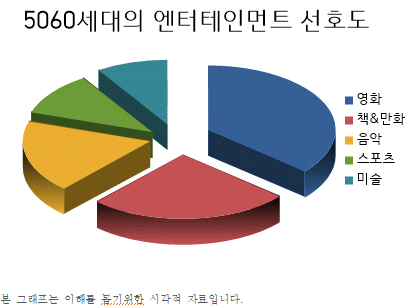 5060세대의 엔터테인먼트 선호도
영화
책&만화
음악
스포츠
미술
본 그래프는 이해를 돕기위한 시각적 자료입니다.